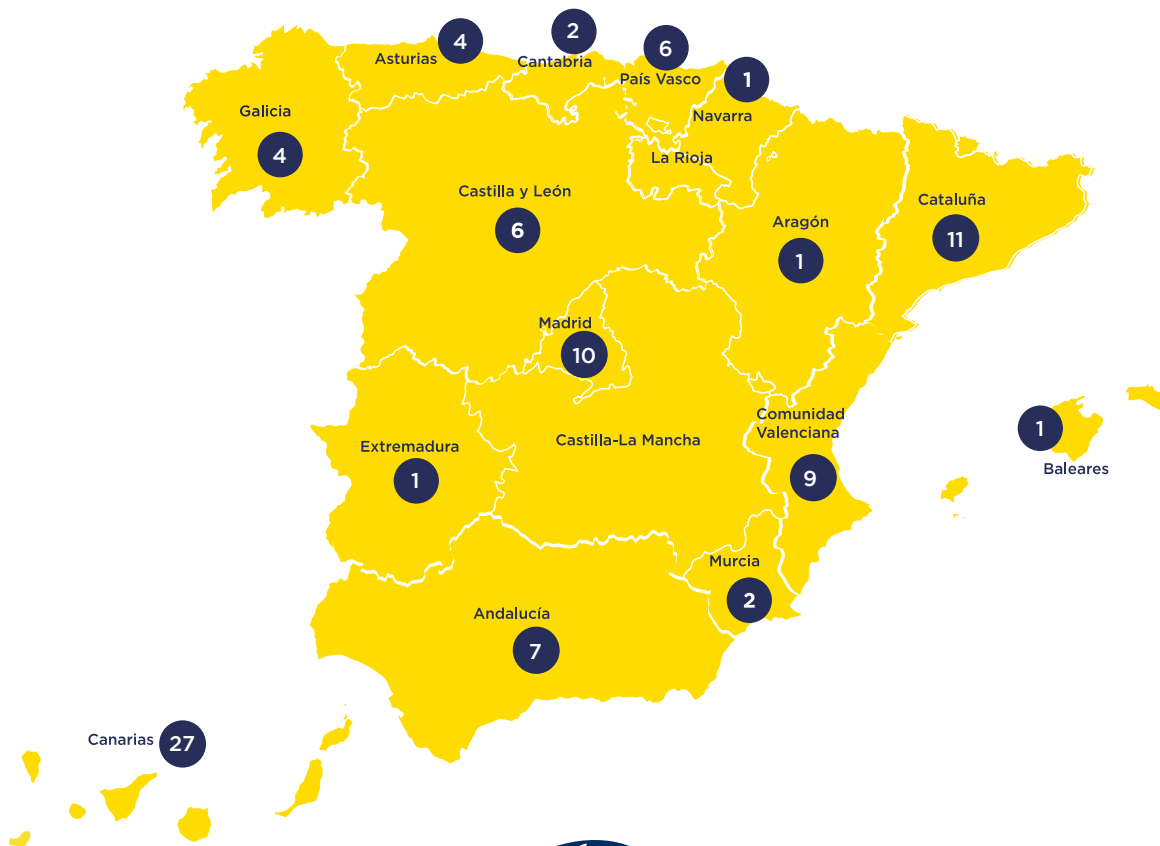 4
Asturias
2
Cantabria
6
País Vasco
1
Navarra
Galicia
4
La Rioja
Castilla y León
6
Aragón
1
Cataluña
11
Madrid
10
Comunidad
Valenciana
9
1
Baleares
Castilla-La Mancha
Extremadura
1
Murcia
2
Andalucía
7
Canarias
27